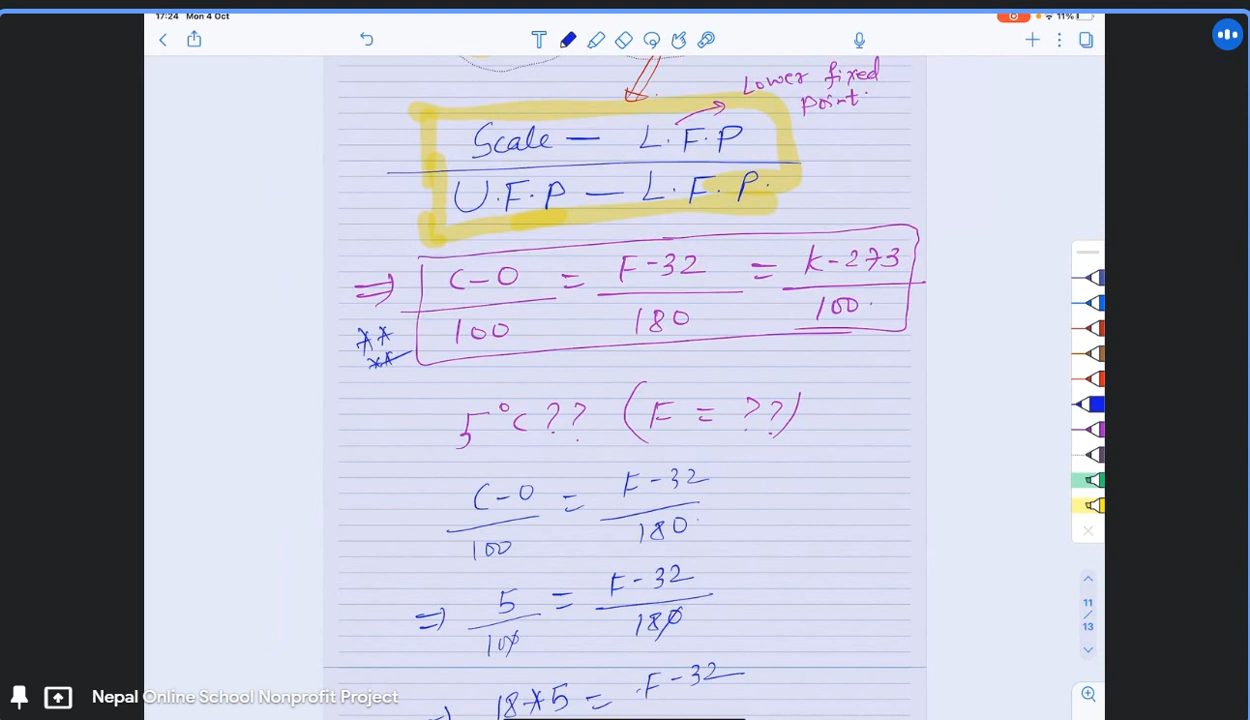 17:24 Mon 4 Oct
11%
Lower fixed
point.
Scale - L.F.P
U.F.P - L.F.P.
⇒ C-0 / 100 = F-32 / 180 = K-273 / 100
5°C?? (F = ??)
C-0 / 100 = F-32 / 180
⇒ 5 / 100 = F-32 / 180
⇒ 18*5 = F-32
T
11
/
13
Nepal Online School Nonprofit Project